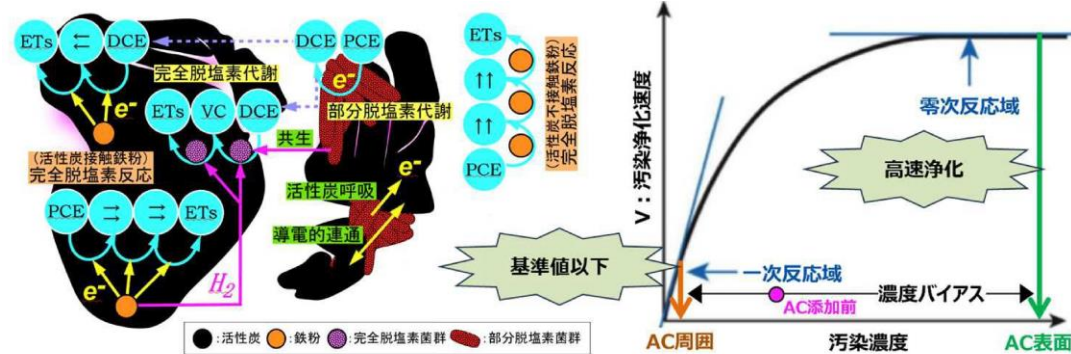 ETs
DCE
DCE
PCE
e-
完全脱塩素代謝
e-
ETs
VC
DCE
部分脱塩素代謝
共生
(活性炭接触鉄粉)
完全脱塩素反応
PCE
ETs
e-
H2
活性炭呼吸
e-
導電的連通
ETs
PCE
(活性炭不接触鉄粉)
完全脱塩素反応
:活性炭
:鉄粉
:完全脱塩素菌群
:部分脱塩素菌群
V:汚染浄化速度
零次反応域
高速浄化
基準値以下
一次反応域
濃度バイアス
AC添加前
AC周囲
汚染濃度
AC表面